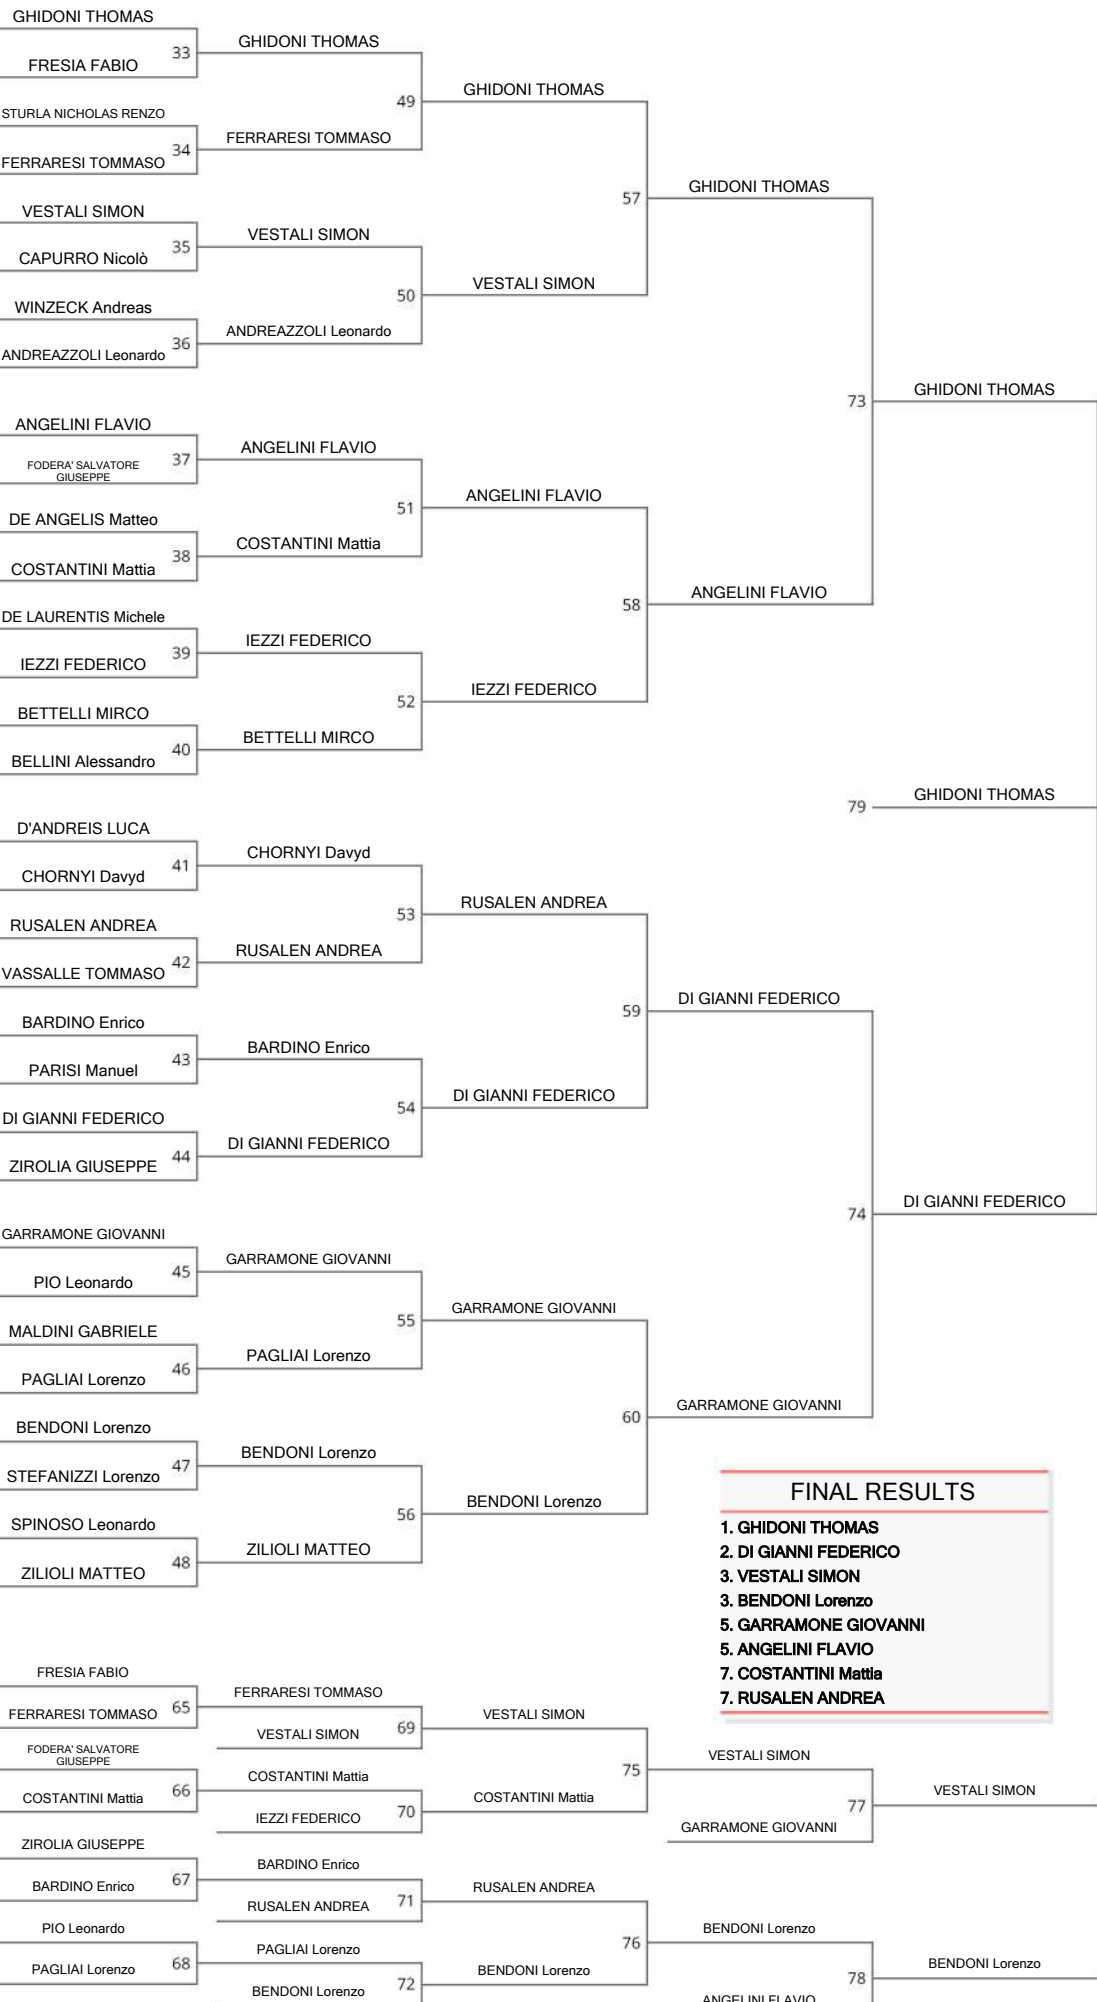 GHIDONI THOMAS
33
FRESIA FABIO
GHIDONI THOMAS
49
STURLA NICHOLAS RENZO
34
FERRARESI TOMMASO
FERRARESI TOMMASO
GHIDONI THOMAS
57
VESTALI SIMON
35
CAPURRO Nicolò
VESTALI SIMON
50
WINZECK Andreas
36
ANDREAZZOLI Leonardo
ANDREAZZOLI Leonardo
VESTALI SIMON
GHIDONI THOMAS
73
GHIDONI THOMAS
ANGELINI FLAVIO
37
FODERA' SALVATORE
GIUSEPPE
ANGELINI FLAVIO
51
DE ANGELIS Matteo
38
COSTANTINI Mattia
COSTANTINI Mattia
ANGELINI FLAVIO
58
DE LAURENTIS Michele
39
IEZZI FEDERICO
IEZZI FEDERICO
52
BETTELLI MIRCO
40
BELLINI Alessandro
BETTELLI MIRCO
IEZZI FEDERICO
ANGELINI FLAVIO
79
GHIDONI THOMAS
D'ANDREIS LUCA
41
CHORNYI Davyd
CHORNYI Davyd
53
RUSALEN ANDREA
42
VASSALLE TOMMASO
RUSALEN ANDREA
RUSALEN ANDREA
59
BARDINO Enrico
43
PARISI Manuel
BARDINO Enrico
54
DI GIANNI FEDERICO
44
ZIROLIA GIUSEPPE
DI GIANNI FEDERICO
DI GIANNI FEDERICO
DI GIANNI FEDERICO
74
DI GIANNI FEDERICO
GARRAMONE GIOVANNI
45
PIO Leonardo
GARRAMONE GIOVANNI
55
MALDINI GABRIELE
46
PAGLIAI Lorenzo
PAGLIAI Lorenzo
GARRAMONE GIOVANNI
60
BENDONI Lorenzo
47
STEFANIZZI Lorenzo
BENDONI Lorenzo
56
SPINOSO Leonardo
48
ZILIOLI MATTEO
ZILIOLI MATTEO
BENDONI Lorenzo
GARRAMONE GIOVANNI
FINAL RESULTS
1. GHIDONI THOMAS
2. DI GIANNI FEDERICO
3. VESTALI SIMON
3. BENDONI Lorenzo
5. GARRAMONE GIOVANNI
5. ANGELINI FLAVIO
7. COSTANTINI Mattia
7. RUSALEN ANDREA
FRESIA FABIO
65
FERRARESI TOMMASO
FERRARESI TOMMASO
69
VESTALI SIMON
VESTALI SIMON
75
FODERA' SALVATORE
GIUSEPPE
66
COSTANTINI Mattia
COSTANTINI Mattia
70
IEZZI FEDERICO
COSTANTINI Mattia
VESTALI SIMON
77
GARRAMONE GIOVANNI
VESTALI SIMON
ZIROLIA GIUSEPPE
67
BARDINO Enrico
BARDINO Enrico
71
RUSALEN ANDREA
RUSALEN ANDREA
76
PIO Leonardo
68
PAGLIAI Lorenzo
PAGLIAI Lorenzo
72
BENDONI Lorenzo
BENDONI Lorenzo
BENDONI Lorenzo
78
ANGELINI FLAVIO
BENDONI Lorenzo